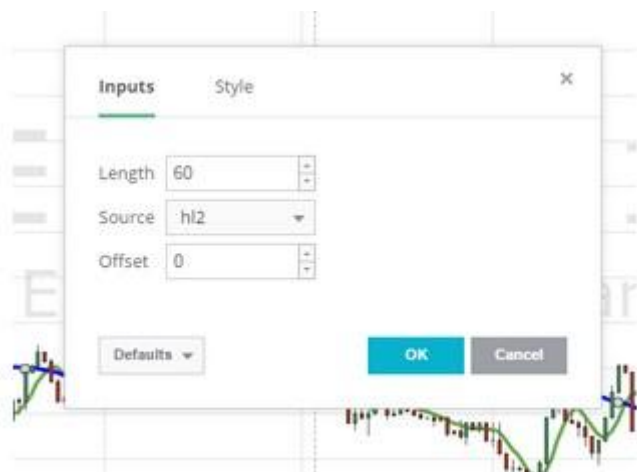 Inputs Style ×
Length 60
Source hl2
Offset 0
Defaults OK Cancel